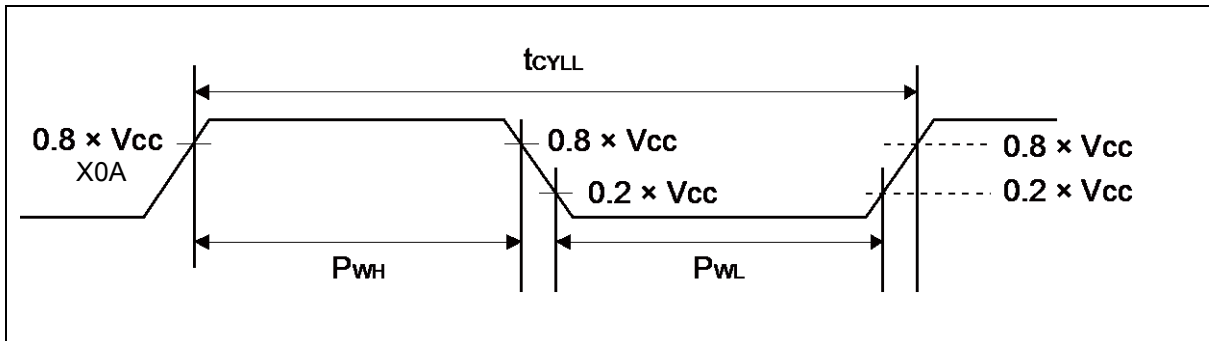 tCYLL
0.8 × Vcc
X0A
0.8 × Vcc
0.2 × Vcc
0.8 × Vcc
0.2 × Vcc
PWH
PWL